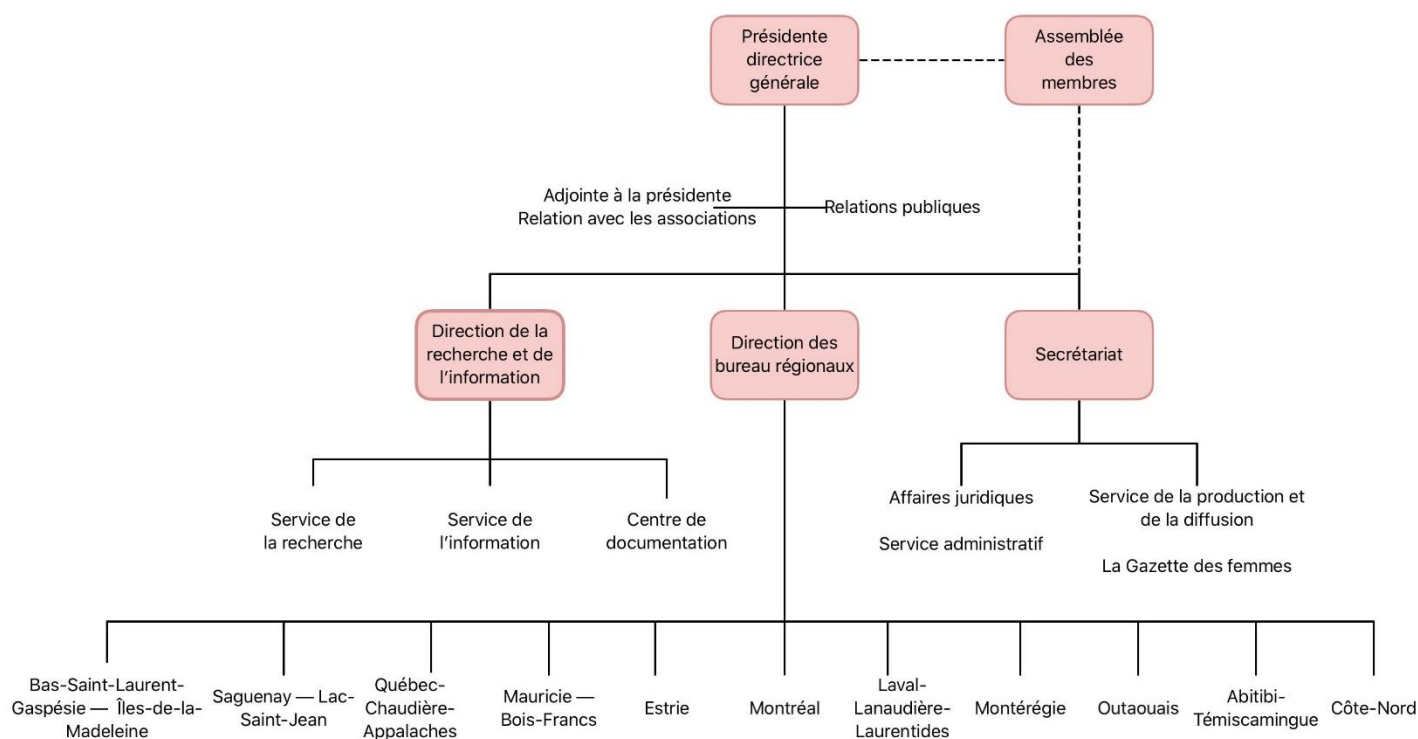 Présidente
directrice
générale
Assemblée
des
membres
Adjointe à la présidente
Relation avec les associations
Relations publiques
Direction de la
recherche et de
l’information
Direction des
bureau régionaux
Secrétariat
Service de
la recherche
Service de
l’information
Centre de
documentation
Affaires juridiques
Service administratif
Service de la production et
de la diffusion
La Gazette des femmes
Bas-Saint-Laurent-
Gaspésie — Îles-de-la-
Madeleine
Saguenay — Lac-
Saint-Jean
Québec-
Chaudière-
Appalaches
Mauricie —
Bois-Francs
Estrie
Montréal
Laval-
Lanaudière-
Laurentides
Montérégie
Outaouais
Abitibi-
Témiscamingue
Côte-Nord